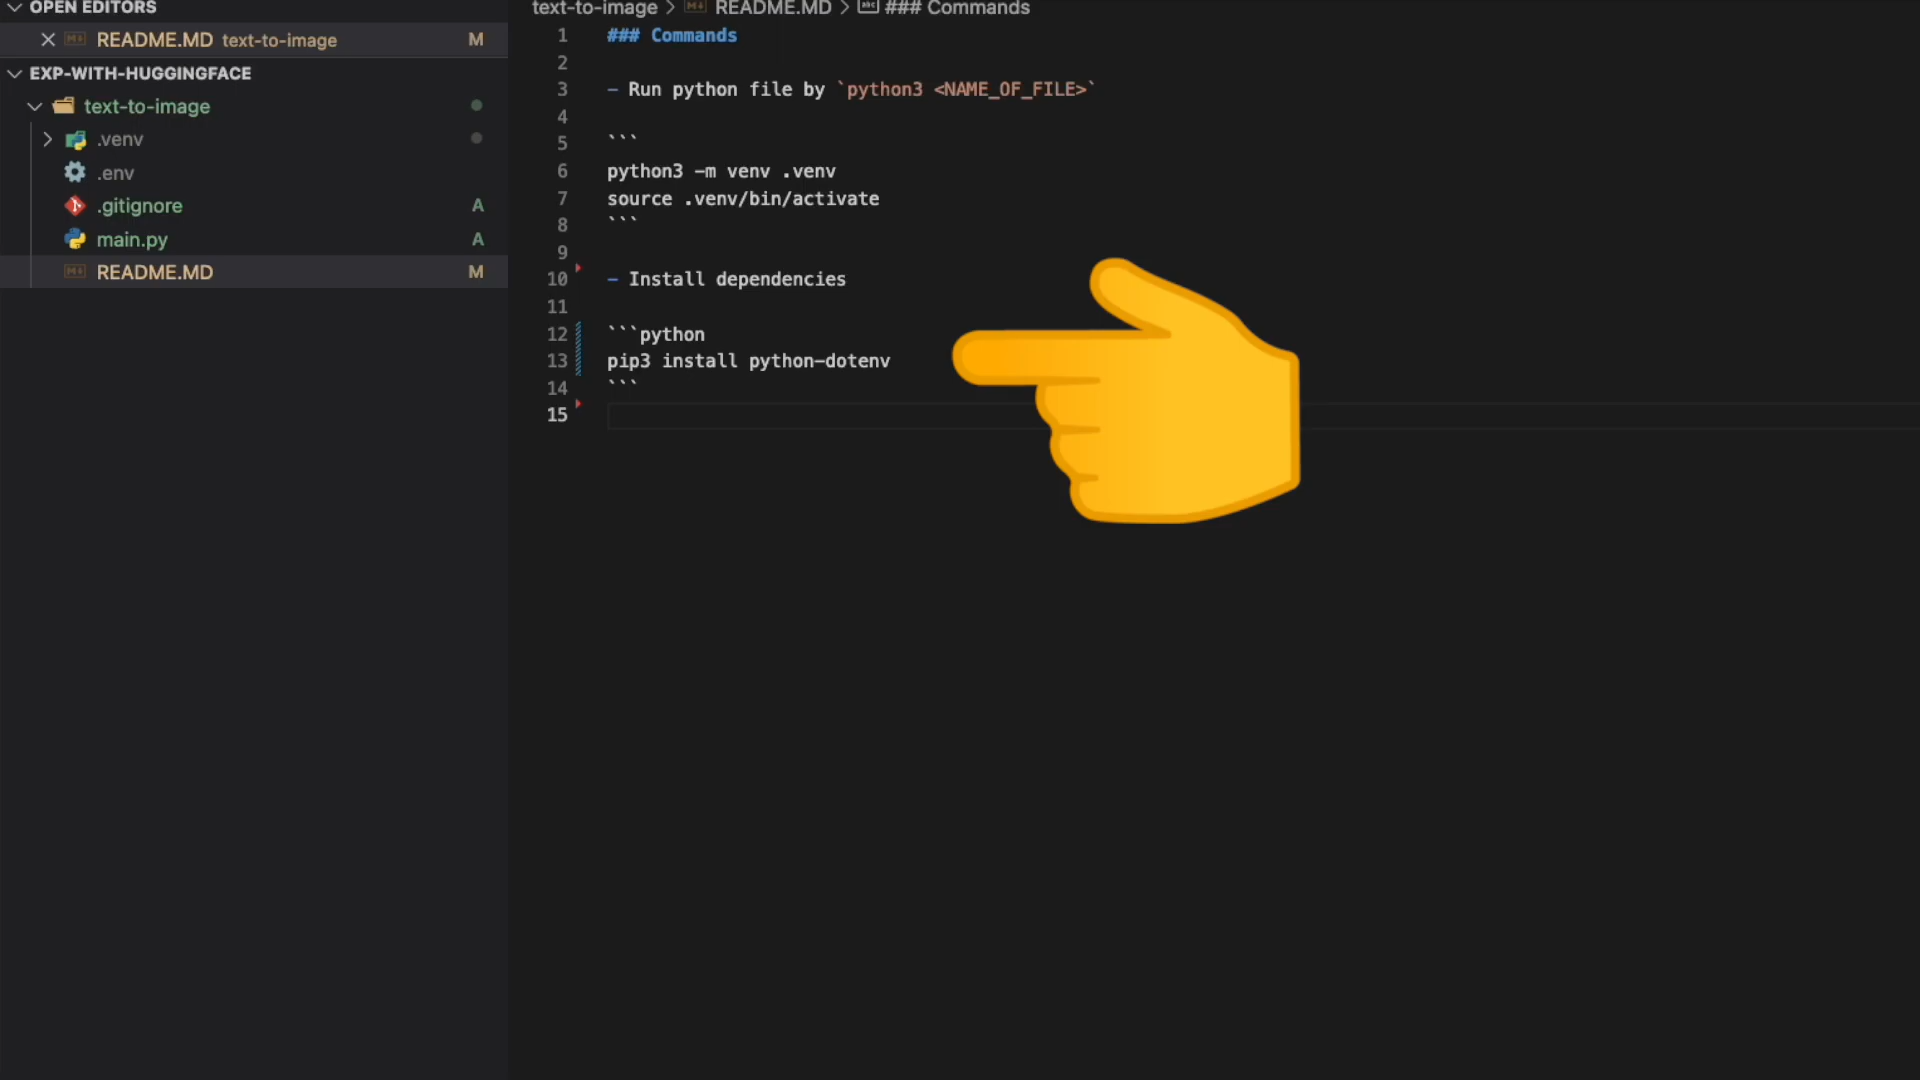 OPEN EDITORS
README.MD text-to-image M
EXP-WITH-HUGGINGFACE
text-to-image
.venv
.env
.gitignore A
main.py A
README.MD M
text-to-image > README.MD > ### Commands
1 ### Commands
2
3 - Run python file by `python3 <NAME_OF_FILE>`
4
5 ```
6 python3 -m venv .venv
7 source .venv/bin/activate
8 ```
9
10 - Install dependencies
11
12 ```python
13 pip3 install python-dotenv
14 ```
15